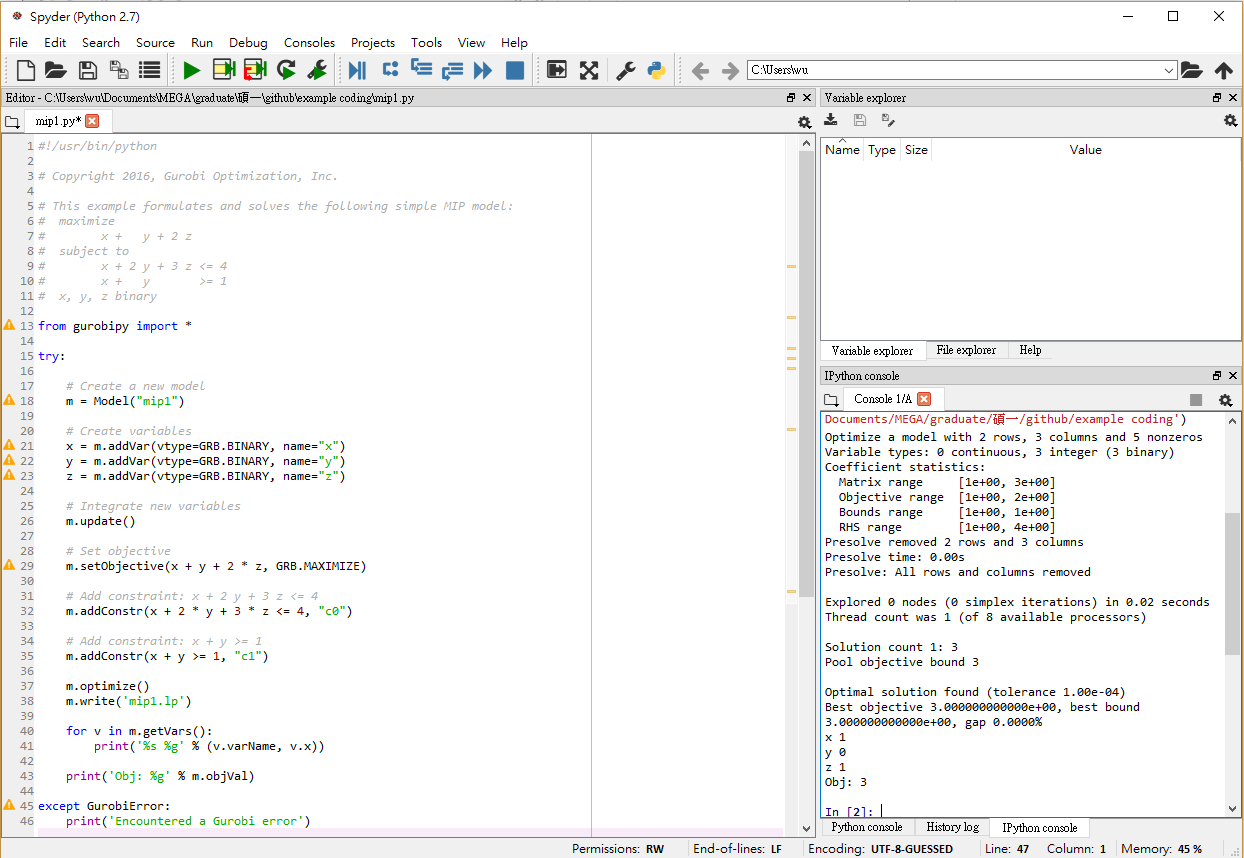 Spyder (Python 2.7)
File Edit Search Source Run Debug Consoles Projects Tools View Help
C:\Users\wu
Editor - C:\Users\wu\Documents\MEGA\graduate\碩一\github\example coding\mip1.py
mip1.py*
1 #!/usr/bin/python
2
3 # Copyright 2016, Gurobi Optimization, Inc.
4
5 # This example formulates and solves the following simple MIP model:
6 #  maximize
7 #        x +   y + 2 z
8 #  subject to
9 #        x + 2 y + 3 z <= 4
10 #        x +   y       >= 1
11 #  x, y, z binary
12
13 from gurobipy import *
14
15 try:
16
17     # Create a new model
18     m = Model("mip1")
19
20     # Create variables
21     x = m.addVar(vtype=GRB.BINARY, name="x")
22     y = m.addVar(vtype=GRB.BINARY, name="y")
23     z = m.addVar(vtype=GRB.BINARY, name="z")
24
25     # Integrate new variables
26     m.update()
27
28     # Set objective
29     m.setObjective(x + y + 2 * z, GRB.MAXIMIZE)
30
31     # Add constraint: x + 2 y + 3 z <= 4
32     m.addConstr(x + 2 * y + 3 * z <= 4, "c0")
33
34     # Add constraint: x + y >= 1
35     m.addConstr(x + y >= 1, "c1")
36
37     m.optimize()
38     m.write('mip1.lp')
39
40     for v in m.getVars():
41         print('%s %g' % (v.varName, v.x))
42
43     print('Obj: %g' % m.objVal)
44
45 except GurobiError:
46     print('Encountered a Gurobi error')
Variable explorer
Name Type Size Value
Variable explorer File explorer Help
IPython console
Console 1/A
Documents/MEGA/graduate/碩一/github/example coding')
Optimize a model with 2 rows, 3 columns and 5 nonzeros
Variable types: 0 continuous, 3 integer (3 binary)
Coefficient statistics:
  Matrix range     [1e+00, 3e+00]
  Objective range  [1e+00, 2e+00]
  Bounds range     [1e+00, 1e+00]
  RHS range        [1e+00, 4e+00]
Presolve removed 2 rows and 3 columns
Presolve time: 0.00s
Presolve: All rows and columns removed
Explored 0 nodes (0 simplex iterations) in 0.02 seconds
Thread count was 1 (of 8 available processors)
Solution count 1: 3
Pool objective bound 3
Optimal solution found (tolerance 1.00e-04)
Best objective 3.000000000000e+00, best bound
3.000000000000e+00, gap 0.0000%
x 1
y 0
z 1
Obj: 3
In [2]:
Python console History log IPython console
Permissions: RW End-of-lines: LF Encoding: UTF-8-GUESSED Line: 47 Column: 1 Memory: 45 %